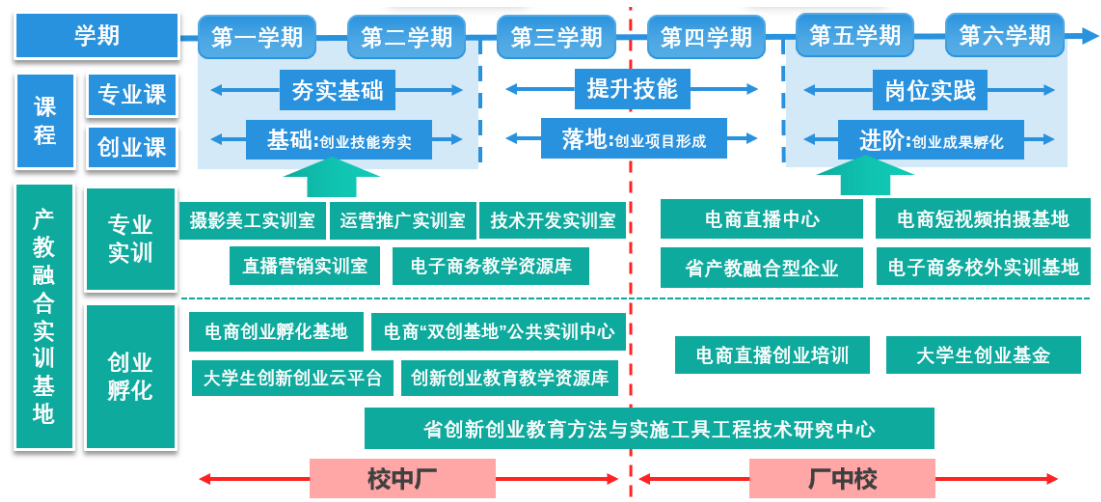 学期
第一学期
第二学期
第三学期
第四学期
第五学期
第六学期
课程
专业课
夯实基础
提升技能
岗位实践
创业课
基础:创业技能夯实
落地:创业项目形成
进阶:创业成果孵化
产教融合实训基地
专业实训
摄影美工实训室
运营推广实训室
技术开发实训室
电商直播中心
电商短视频拍摄基地
直播营销实训室
电子商务教学资源库
省产教融合型企业
电子商务校外实训基地
创业孵化
电商创业孵化基地
电商“双创基地”公共实训中心
电商直播创业培训
大学生创业基金
大学生创新创业云平台
创新创业教育教学资源库
省创新创业教育方法与实施工具工程技术研究中心
校中厂
厂中校